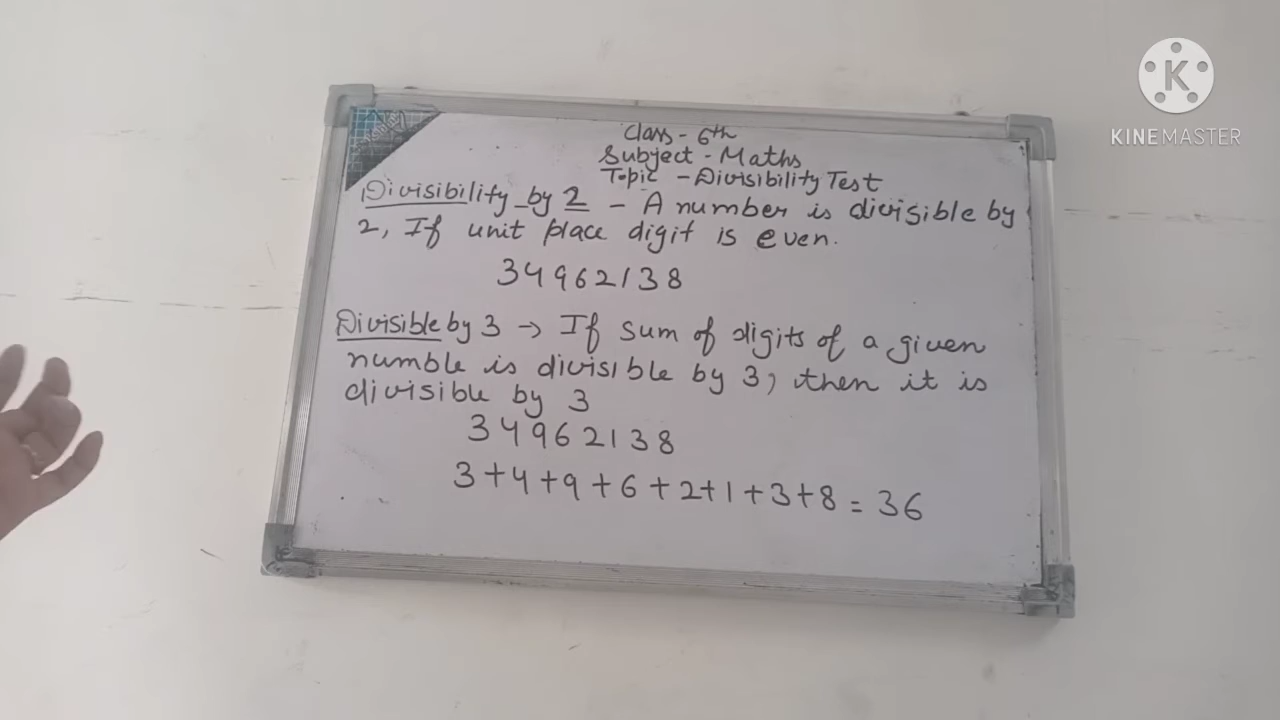 K
KINEMASTER
Class - 6th
Subject - Maths
Topic - Divisibility Test
Divisibility by 2 - A number is divisible by
2, If unit place digit is even.
34962138
Divisible by 3 → If sum of digits of a given
numble is divisible by 3, then it is
divisible by 3
34962138
3+4+9+6+2+1+3+8 = 36